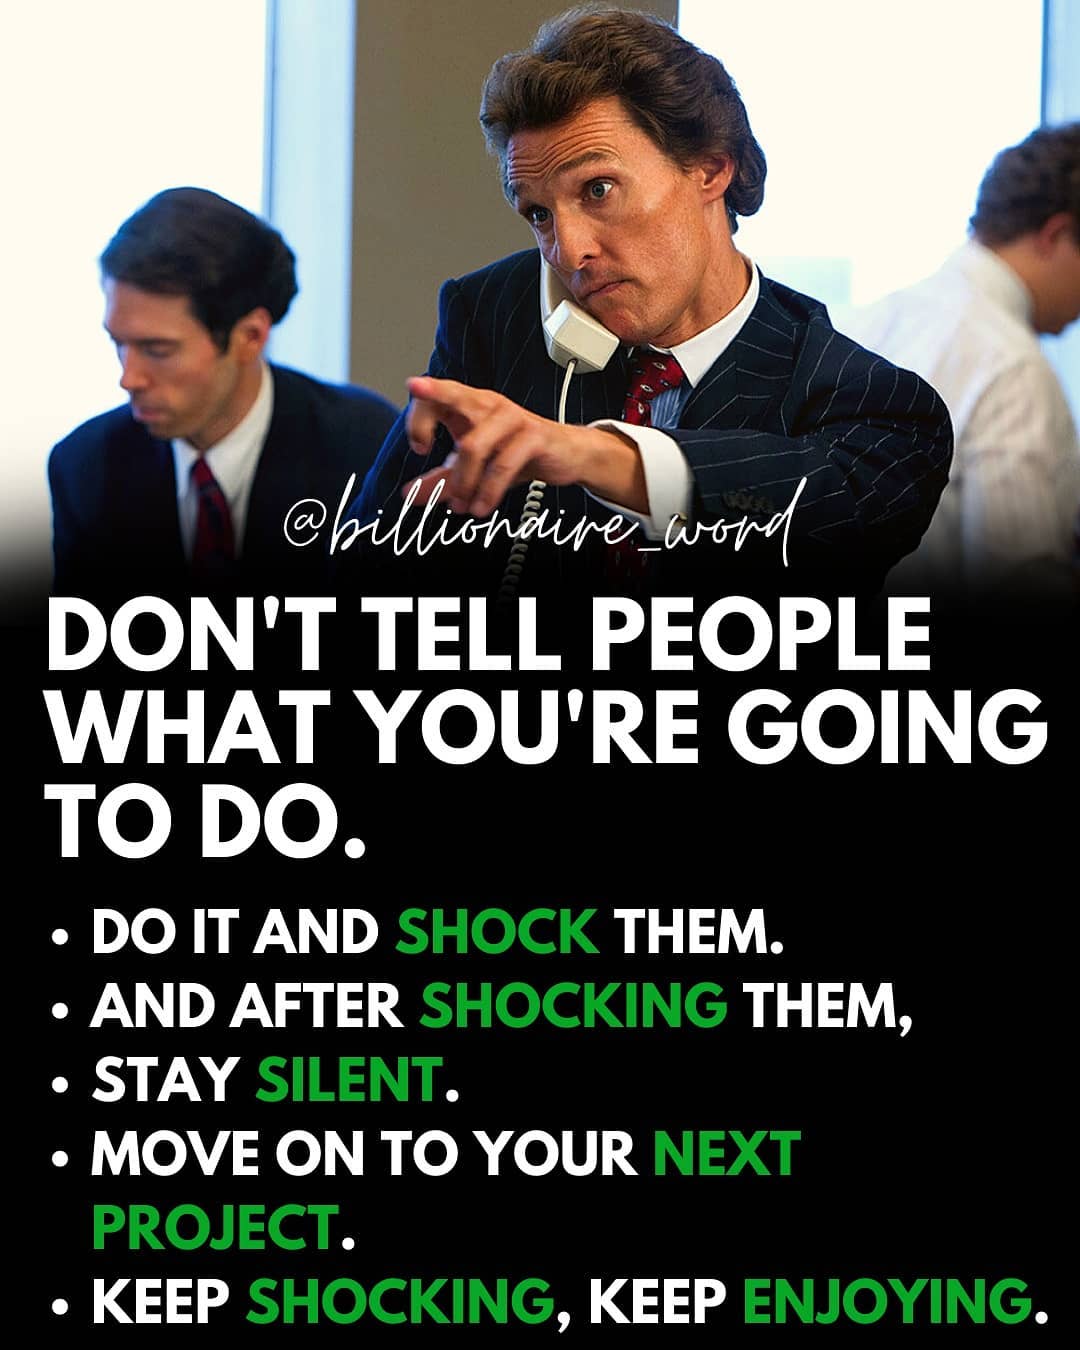 @billionaire_word
DON'T TELL PEOPLE
WHAT YOU'RE GOING
TO DO.
• DO IT AND SHOCK THEM.
• AND AFTER SHOCKING THEM,
• STAY SILENT.
• MOVE ON TO YOUR NEXT
PROJECT.
• KEEP SHOCKING, KEEP ENJOYING.